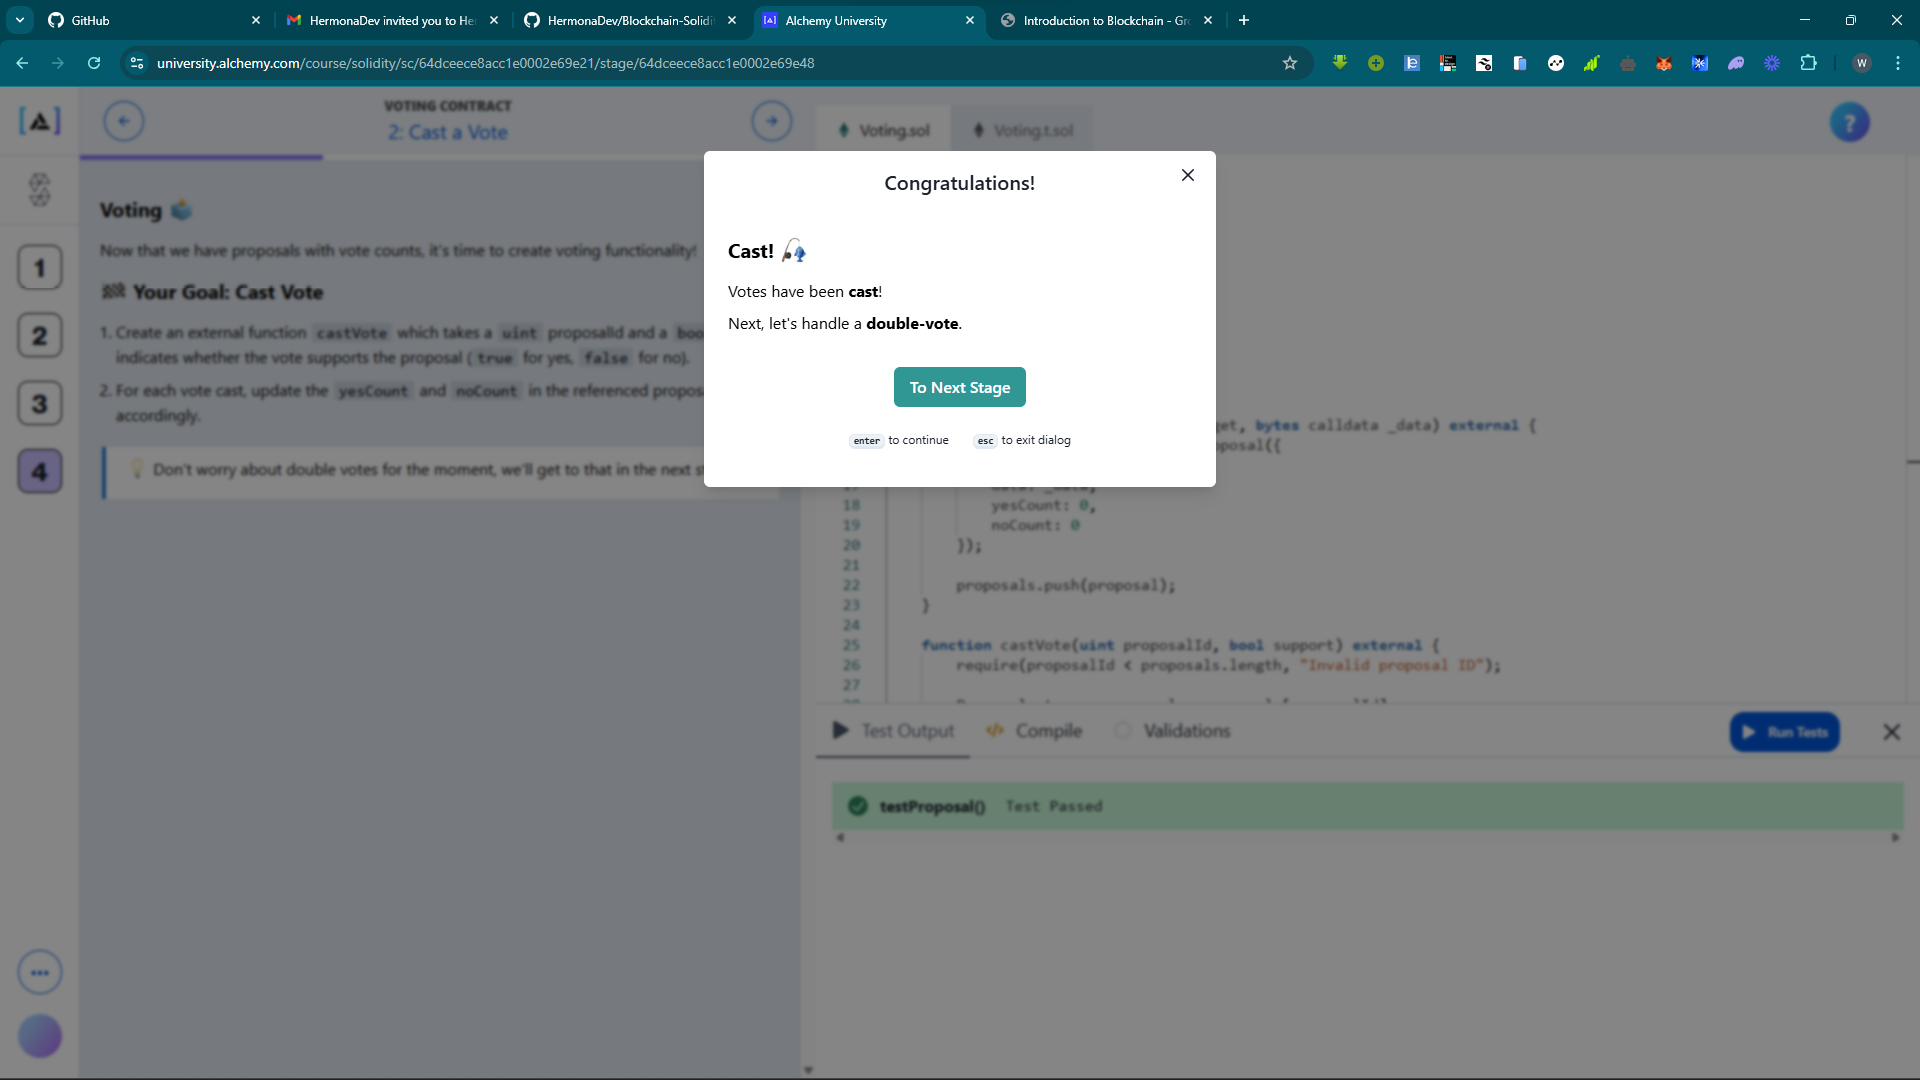 GitHub
HermonaDev invited you to He
HermonaDev/Blockchain-Solidi
Alchemy University
Introduction to Blockchain - Gr
university.alchemy.com/course/solidity/sc/64dceece8acc1e0002e69e21/stage/64dceece8acc1e0002e69e48
W
VOTING CONTRACT
2: Cast a Vote
Voting.sol
Voting.t.sol
?
1
2
3
4
Voting
Now that we have proposals with vote counts, it's time to create voting functionality!
Your Goal: Cast Vote
1. Create an external function castVote which takes a uint proposalId and a boo
indicates whether the vote supports the proposal ( true for yes, false for no).
2. For each vote cast, update the yesCount and noCount in the referenced propos
accordingly.
Don't worry about double votes for the moment, we'll get to that in the next s
Congratulations!
Cast!
Votes have been cast!
Next, let's handle a double-vote.
To Next Stage
enter to continue
esc to exit dialog
get, bytes calldata _data) external {
oposal({
18 yesCount: 0,
19 noCount: 0
20 });
21
22 proposals.push(proposal);
23 }
24
25 function castVote(uint proposalId, bool support) external {
26 require(proposalId < proposals.length, "Invalid proposal ID");
27
Test Output
Compile
Validations
Run Tests
testProposal() Test Passed